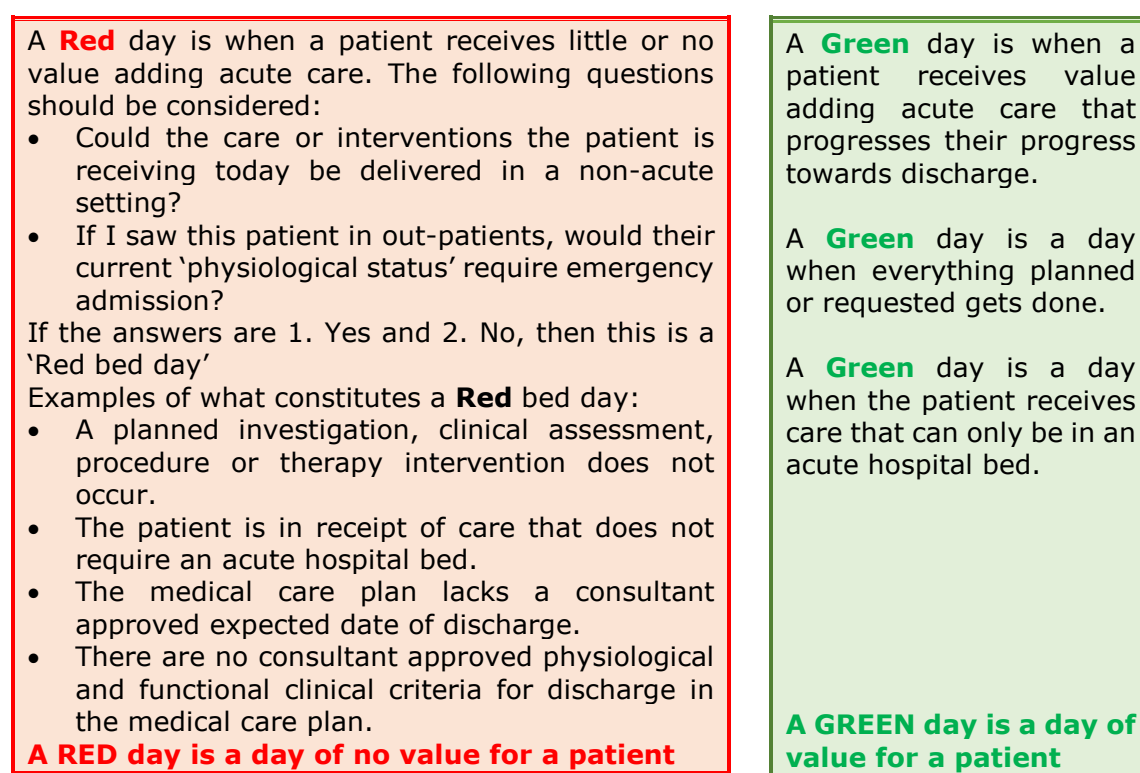 A Red day is when a patient receives little or no
value adding acute care. The following questions
should be considered:
• Could the care or interventions the patient is
receiving today be delivered in a non-acute
setting?
• If I saw this patient in out-patients, would their
current ‘physiological status’ require emergency
admission?
If the answers are 1. Yes and 2. No, then this is a
‘Red bed day’
Examples of what constitutes a Red bed day:
• A planned investigation, clinical assessment,
procedure or therapy intervention does not
occur.
• The patient is in receipt of care that does not
require an acute hospital bed.
• The medical care plan lacks a consultant
approved expected date of discharge.
• There are no consultant approved physiological
and functional clinical criteria for discharge in
the medical care plan.
A RED day is a day of no value for a patient
A Green day is when a
patient receives value
adding acute care that
progresses their progress
towards discharge.
A Green day is a day
when everything planned
or requested gets done.
A Green day is a day
when the patient receives
care that can only be in an
acute hospital bed.
A GREEN day is a day of
value for a patient